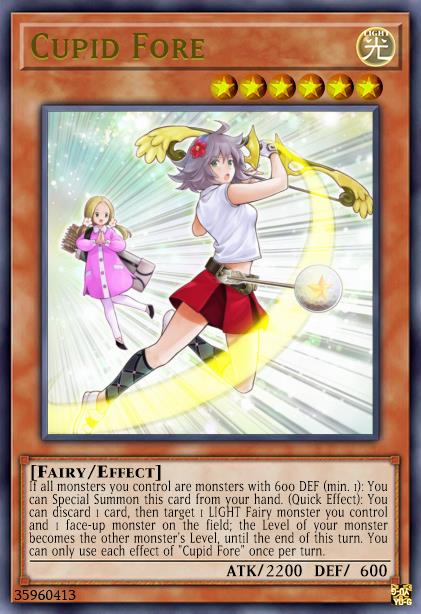 Cupid Fore
LIGHT
光
[Fairy/Effect]
If all monsters you control are monsters with 600 DEF (min. 1): You
can Special Summon this card from your hand. (Quick Effect): You
can discard 1 card, then target 1 LIGHT Fairy monster you control
and 1 face-up monster on the field; the Level of your monster
becomes the other monster's Level, until the end of this turn. You
can only use each effect of "Cupid Fore" once per turn.
ATK/2200 DEF/ 600
35960413